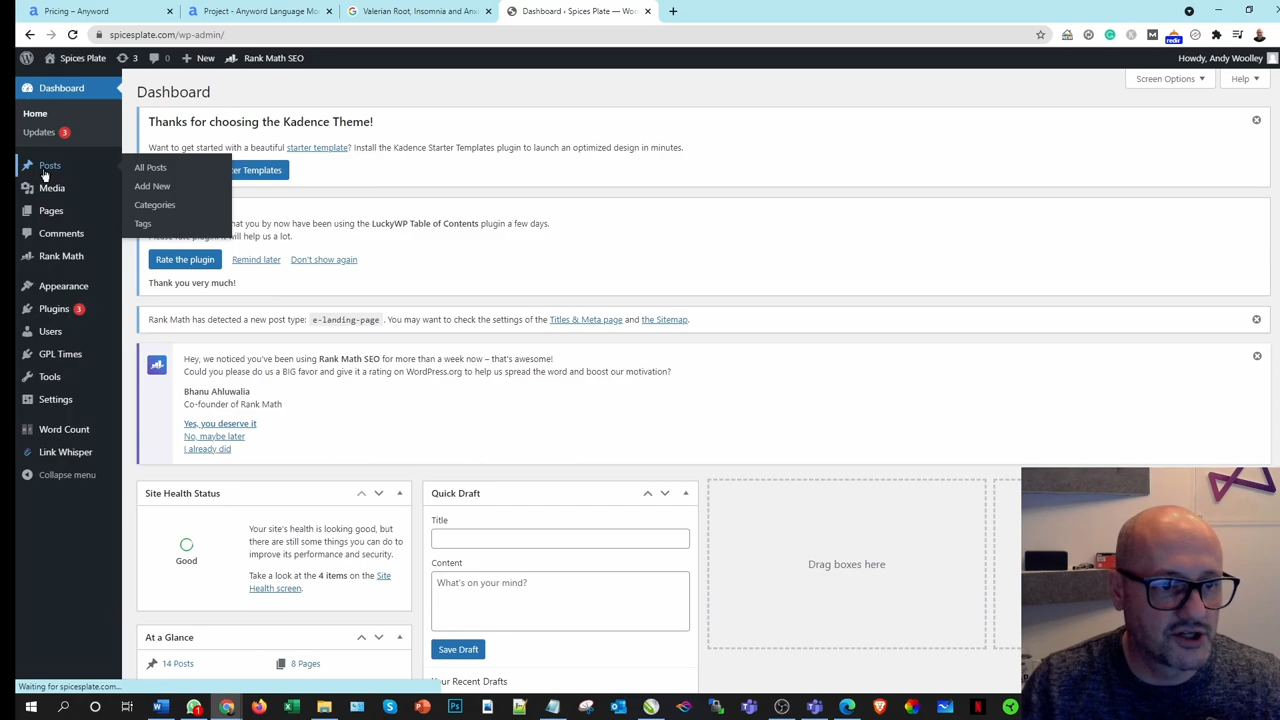 Pricing – Anyword
Project - Anyword Language Mo
Valerian Root, Insomnia and Anx
Dashboard ‹ Spices Plate — Wor
spicesplate.com/wp-admin/
Spices Plate 3 0 New Rank Math SEO Howdy, Andy Woolley
Dashboard
Home
Updates 3
Posts
Media
Pages
Comments
Rank Math
Appearance
Plugins 3
Users
GPL Times
Tools
Settings
Word Count
Link Whisper
Collapse menu
All Posts
Add New
Categories
Tags
Screen Options
Help
Dashboard
Thanks for choosing the Kadence Theme!
Want to get started with a beautiful starter template? Install the Kadence Starter Templates plugin to launch an optimized design in minutes.
Templates
that you by now have been using the LuckyWP Table of Contents plugin a few days.
plugin it will help us a lot.
Rate the plugin Remind later Don't show again
Thank you very much!
Rank Math has detected a new post type: e-landing-page. You may want to check the settings of the Titles & Meta page and the Sitemap.
Hey, we noticed you've been using Rank Math SEO for more than a week now – that's awesome!
Could you please do us a BIG favor and give it a rating on WordPress.org to help us spread the word and boost our motivation?
Bhanu Ahluwalia
Co-founder of Rank Math
Yes, you deserve it
No, maybe later
I already did
Site Health Status
Good
Your site's health is looking good, but
there are still some things you can do to
improve its performance and security.
Take a look at the 4 items on the Site
Health screen.
At a Glance
14 Posts 8 Pages
Quick Draft
Title
Content
What's on your mind?
Save Draft
Your Recent Drafts
Drag boxes here
Waiting for spicesplate.com...